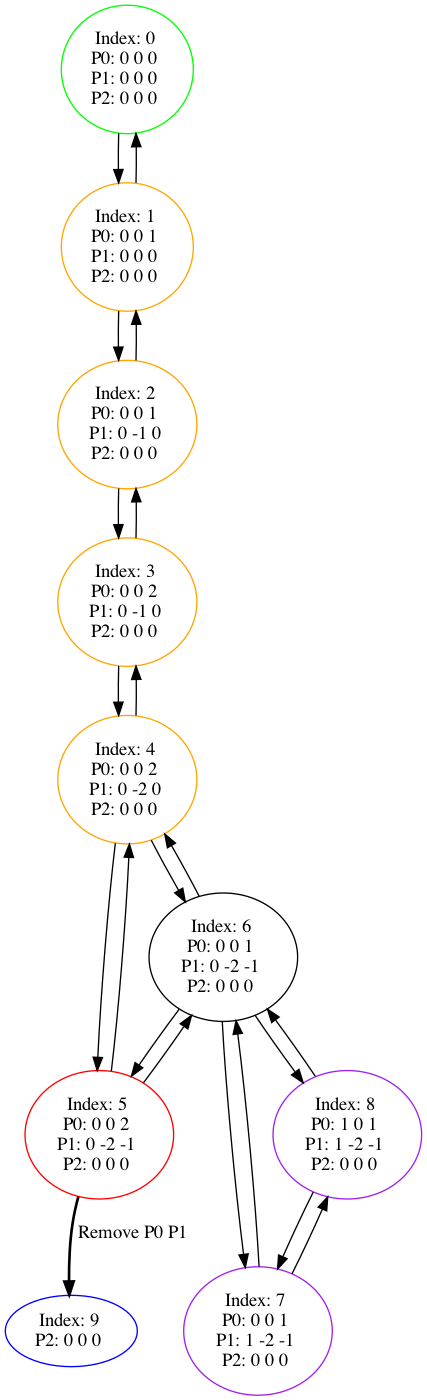 Index: 0
P0: 0 0 0
P1: 0 0 0
P2: 0 0 0
Index: 1
P0: 0 0 1
P1: 0 0 0
P2: 0 0 0
Index: 2
P0: 0 0 1
P1: 0 -1 0
P2: 0 0 0
Index: 3
P0: 0 0 2
P1: 0 -1 0
P2: 0 0 0
Index: 4
P0: 0 0 2
P1: 0 -2 0
P2: 0 0 0
Index: 6
P0: 0 0 1
P1: 0 -2 -1
P2: 0 0 0
Index: 5
P0: 0 0 2
P1: 0 -2 -1
P2: 0 0 0
Index: 8
P0: 1 0 1
P1: 1 -2 -1
P2: 0 0 0
Remove P0 P1
Index: 9
P2: 0 0 0
Index: 7
P0: 0 0 1
P1: 1 -2 -1
P2: 0 0 0